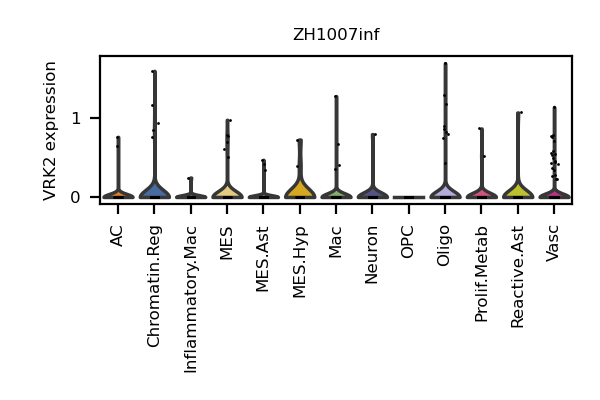 ZH1007inf
VRK2 expression
1
0
AC
Chromatin.Reg
Inflammatory.Mac
MES
MES.Ast
MES.Hyp
Mac
Neuron
OPC
Oligo
Prolif.Metab
Reactive.Ast
Vasc